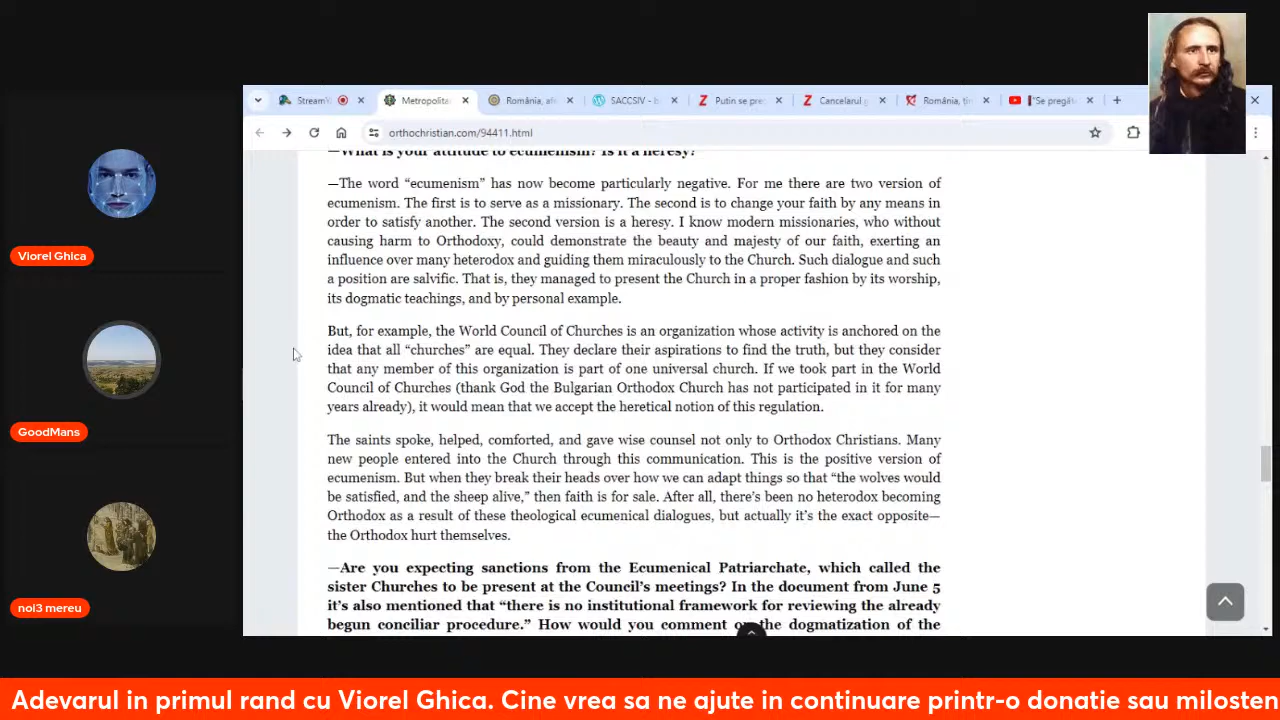 StreamY
Metropolita
România, afe
SACCSIV – b
Putin se pre
Cancelarul g
România, țin
"Se pregăt
orthochristian.com/94411.html
—What is your attitude to ecumenism? Is it a heresy?
—The word “ecumenism” has now become particularly negative. For me there are two version of
ecumenism. The first is to serve as a missionary. The second is to change your faith by any means in
order to satisfy another. The second version is a heresy. I know modern missionaries, who without
causing harm to Orthodoxy, could demonstrate the beauty and majesty of our faith, exerting an
influence over many heterodox and guiding them miraculously to the Church. Such dialogue and such
a position are salvific. That is, they managed to present the Church in a proper fashion by its worship,
its dogmatic teachings, and by personal example.
But, for example, the World Council of Churches is an organization whose activity is anchored on the
idea that all “churches” are equal. They declare their aspirations to find the truth, but they consider
that any member of this organization is part of one universal church. If we took part in the World
Council of Churches (thank God the Bulgarian Orthodox Church has not participated in it for many
years already), it would mean that we accept the heretical notion of this regulation.
The saints spoke, helped, comforted, and gave wise counsel not only to Orthodox Christians. Many
new people entered into the Church through this communication. This is the positive version of
ecumenism. But when they break their heads over how we can adapt things so that “the wolves would
be satisfied, and the sheep alive,” then faith is for sale. After all, there’s been no heterodox becoming
Orthodox as a result of these theological ecumenical dialogues, but actually it’s the exact opposite—
the Orthodox hurt themselves.
—Are you expecting sanctions from the Ecumenical Patriarchate, which called the
sister Churches to be present at the Council’s meetings? In the document from June 5
it’s also mentioned that “there is no institutional framework for reviewing the already
begun conciliar procedure.” How would you comment on the dogmatization of the
Viorel Ghica
GoodMans
noi3 mereu
Adevarul in primul rand cu Viorel Ghica. Cine vrea sa ne ajute in continuare printr-o donatie sau milosten